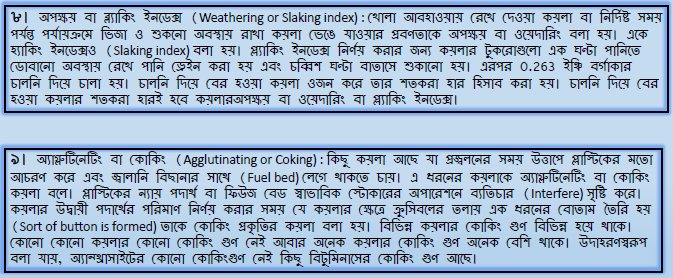 ৮। অপক্ষয় বা স্ল্যাকিং ইনডেক্স (Weathering or Slaking index) : খোলা আবহাওয়ায় রেখে দেওয়া কয়লা বা নির্দিষ্ট সময়
পর্যন্ত পর্যায়ক্রমে ভিজা ও শুকনো অবস্থায় রাখা কয়লা ভেঙে যাওয়ার প্রবণতাকে অপক্ষয় বা ওয়েদারিং বলা হয়। একে
হ্যাকিং ইনডেক্সও (Slaking index) বলা হয়। স্ল্যাকিং ইনডেক্স নির্ণয় করার জন্য কয়লার টুকরোগুলো এক ঘণ্টা পানিতে
ডোবানো অবস্থায় রেখে পানি ড্রেইন করা হয় এবং চব্বিশ ঘণ্টা বাতাসে শুকানো হয়। এরপর 0.263 ইঞ্চি বর্গাকার
চালনি দিয়ে চালা হয়। চালনি দিয়ে বের হওয়া কয়লা ওজন করে তার শতকরা হার হিসাব করা হয়। চালনি দিয়ে বের
হওয়া কয়লার শতকরা হারই হবে কয়লারঅপক্ষয় বা ওয়েদারিং বা স্ল্যাকিং ইনডেক্স।
৯। অ্যাগ্লুটিনেটিং বা কোকিং (Agglutinating or Coking) : কিছু কয়লা আছে যা প্রজ্বলনের সময় উত্তাপে প্লাস্টিকের মতো
আচরণ করে এবং জ্বালানি বিছানার সাথে (Fuel bed) লেগে থাকতে চায়। এ ধরনের কয়লাকে অ্যাগ্লুটিনেটিং বা কোকিং
কয়লা বলে। প্লাস্টিকের ন্যায় পদার্থ বা ফিউজ বেড স্বাভাবিক স্টোকারের অপারেশনে ব্যতিচার (Interfere) সৃষ্টি করে।
কয়লার উদ্বায়ী পদার্থের পরিমাণ নির্ণয় করার সময় যে কয়লার ক্ষেত্রে ক্রুসিবলের তলায় এক ধরনের বোতাম তৈরি হয়
(Sort of button is formed) তাকে কোকিং প্রকৃতির কয়লা বলা হয়। বিভিন্ন কয়লার কোকিং গুণ বিভিন্ন হয়ে থাকে।
কোনো কোনো কয়লার কোনো কোকিং গুণ নেই আবার অনেক কয়লার কোকিং গুণ অনেক বেশি থাকে। উদাহরণস্বরূপ
বলা যায়, অ্যানথ্রাসাইটের কোনো কোকিংগুণ নেই কিছু বিটুমিনাসের কোকিং গুণ আছে।